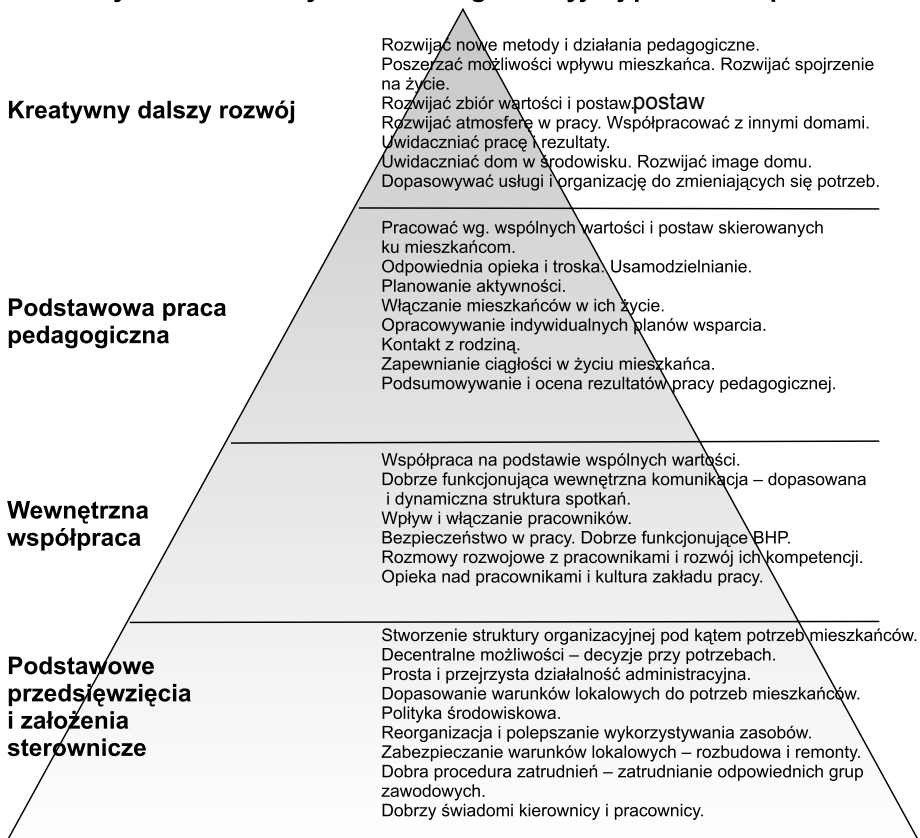 Kreatywny dalszy rozwój
Rozwijać nowe metody i działania pedagogiczne.
Poszerzać możliwości wpływu mieszkańca. Rozwijać spojrzenie
na życie.
Rozwijać zbiór wartości i postaw.postaw
Rozwijać atmosferę w pracy. Współpracować z innymi domami.
Uwidaczniać pracę i rezultaty.
Uwidaczniać dom w środowisku. Rozwijać image domu.
Dopasowywać usługi i organizację do zmieniających się potrzeb.
Podstawowa praca
pedagogiczna
Pracować wg. wspólnych wartości i postaw skierowanych
ku mieszkańcom.
Odpowiednia opieka i troska. Usamodzielnianie.
Planowanie aktywności.
Włączanie mieszkańców w ich życie.
Opracowywanie indywidualnych planów wsparcia.
Kontakt z rodziną.
Zapewnianie ciągłości w życiu mieszkańca.
Podsumowywanie i ocena rezultatów pracy pedagogicznej.
Wewnętrzna
współpraca
Współpraca na podstawie wspólnych wartości.
Dobrze funkcjonująca wewnętrzna komunikacja – dopasowana
i dynamiczna struktura spotkań.
Wpływ i włączanie pracowników.
Bezpieczeństwo w pracy. Dobrze funkcjonujące BHP.
Rozmowy rozwojowe z pracownikami i rozwój ich kompetencji.
Opieka nad pracownikami i kultura zakładu pracy.
Podstawowe
przedsięwzięcia
i założenia
sterownicze
Stworzenie struktury organizacyjnej pod kątem potrzeb mieszkańców.
Decentralne możliwości – decyzje przy potrzebach.
Prosta i przejrzysta działalność administracyjna.
Dopasowanie warunków lokalowych do potrzeb mieszkańców.
Polityka środowiskowa.
Reorganizacja i polepszanie wykorzystywania zasobów.
Zabezpieczanie warunków lokalowych – rozbudowa i remonty.
Dobra procedura zatrudnień – zatrudnianie odpowiednich grup
zawodowych.
Dobrzy świadomi kierownicy i pracownicy.